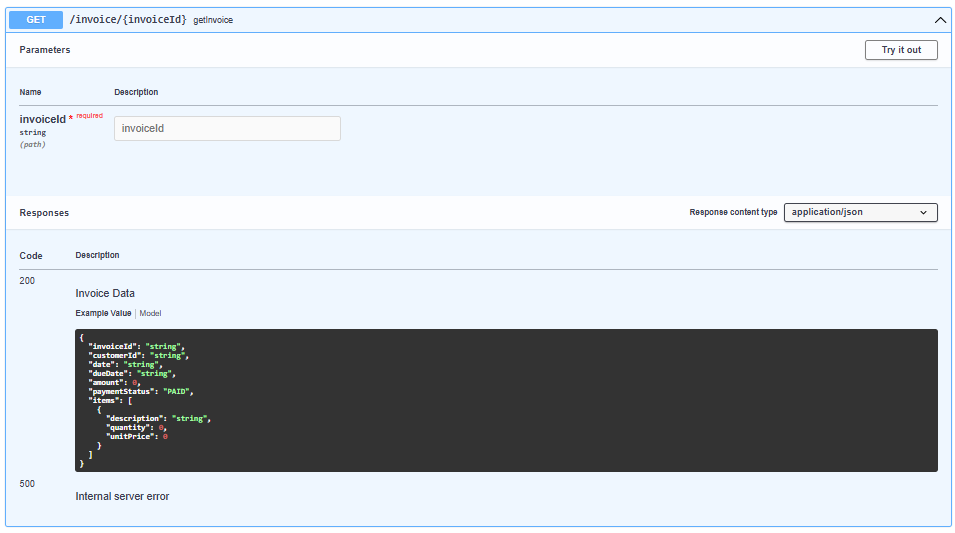 GET /invoice/{invoiceId} getInvoice
Parameters Try it out
Name Description
invoiceId * required
string
(path)
invoiceId
Responses Response content type application/json
Code Description
200
Invoice Data
Example Value | Model
{
  "invoiceId": "string",
  "customerId": "string",
  "date": "string",
  "dueDate": "string",
  "amount": 0,
  "paymentStatus": "PAID",
  "items": [
    {
      "description": "string",
      "quantity": 0,
      "unitPrice": 0
    }
  ]
}
500
Internal server error